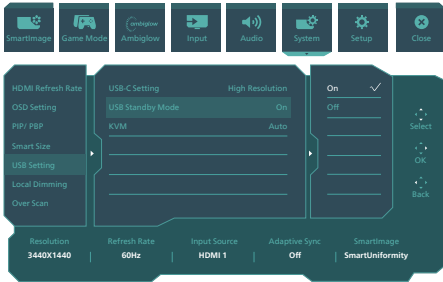 ambiglow
SmartImage Game Mode Ambiglow Input Audio System Setup Close
HDMI Refresh Rate
OSD Setting
PIP/ PBP
Smart Size
USB Setting
Local Dimming
Over Scan
USB-C Setting High Resolution
USB Standby Mode On
KVM Auto
On
Off
Select
OK
Back
Resolution Refresh Rate Input Source Adaptive Sync SmartImage
3440X1440 | 60Hz | HDMI 1 | Off | SmartUniformity